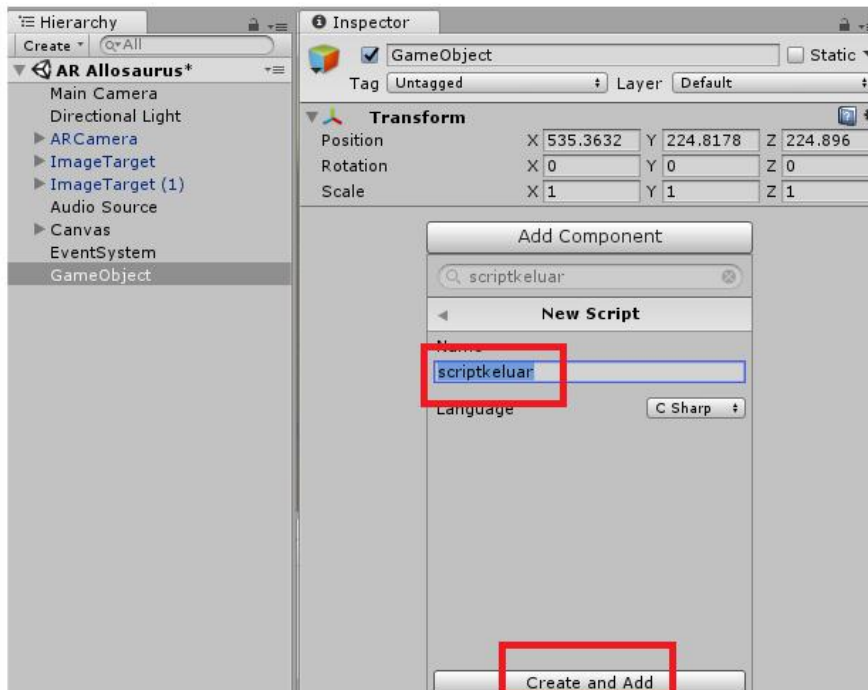 Hierarchy
Create
All
AR Allosaurus*
Main Camera
Directional Light
ARCamera
ImageTarget
ImageTarget (1)
Audio Source
Canvas
EventSystem
GameObject
Inspector
GameObject Static
Tag Untagged Layer Default
Transform
Position X 535.3632 Y 224.8178 Z 224.896
Rotation X 0 Y 0 Z 0
Scale X 1 Y 1 Z 1
Add Component
scriptkeluar
New Script
Name
scriptkeluar
Language C Sharp
Create and Add